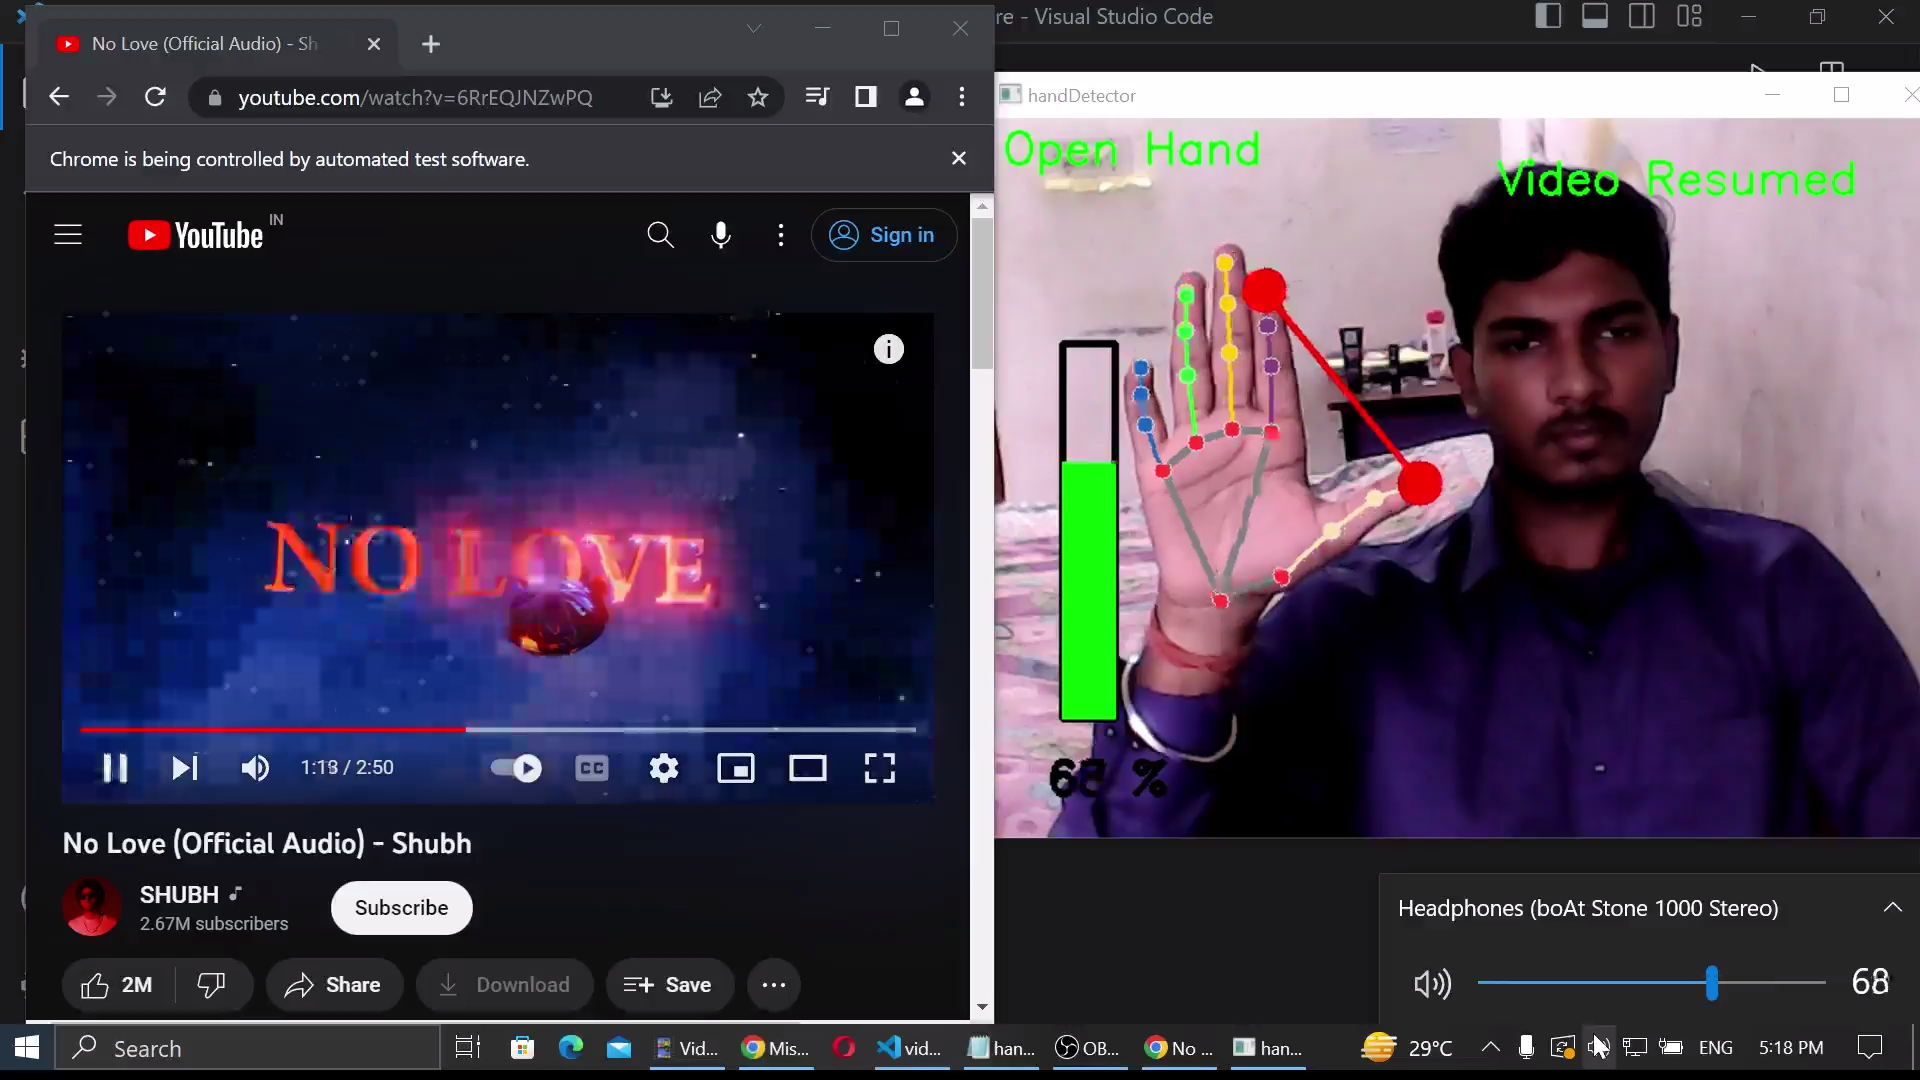 No Love (Official Audio) - Sh
re - Visual Studio Code
youtube.com/watch?v=6RrEQJNZwPQ
handDetector
Chrome is being controlled by automated test software.
Open Hand
Video Resumed
YouTube IN
Sign in
NO LOVE
1:18 / 2:50
CC
%
No Love (Official Audio) - Shubh
SHUBH
2.67M subscribers
Subscribe
Headphones (boAt Stone 1000 Stereo)
2M
Share
Download
Save
68
Search
Vid...
Mis...
vid...
han...
OB...
No ...
han...
29°C
ENG
5:18 PM